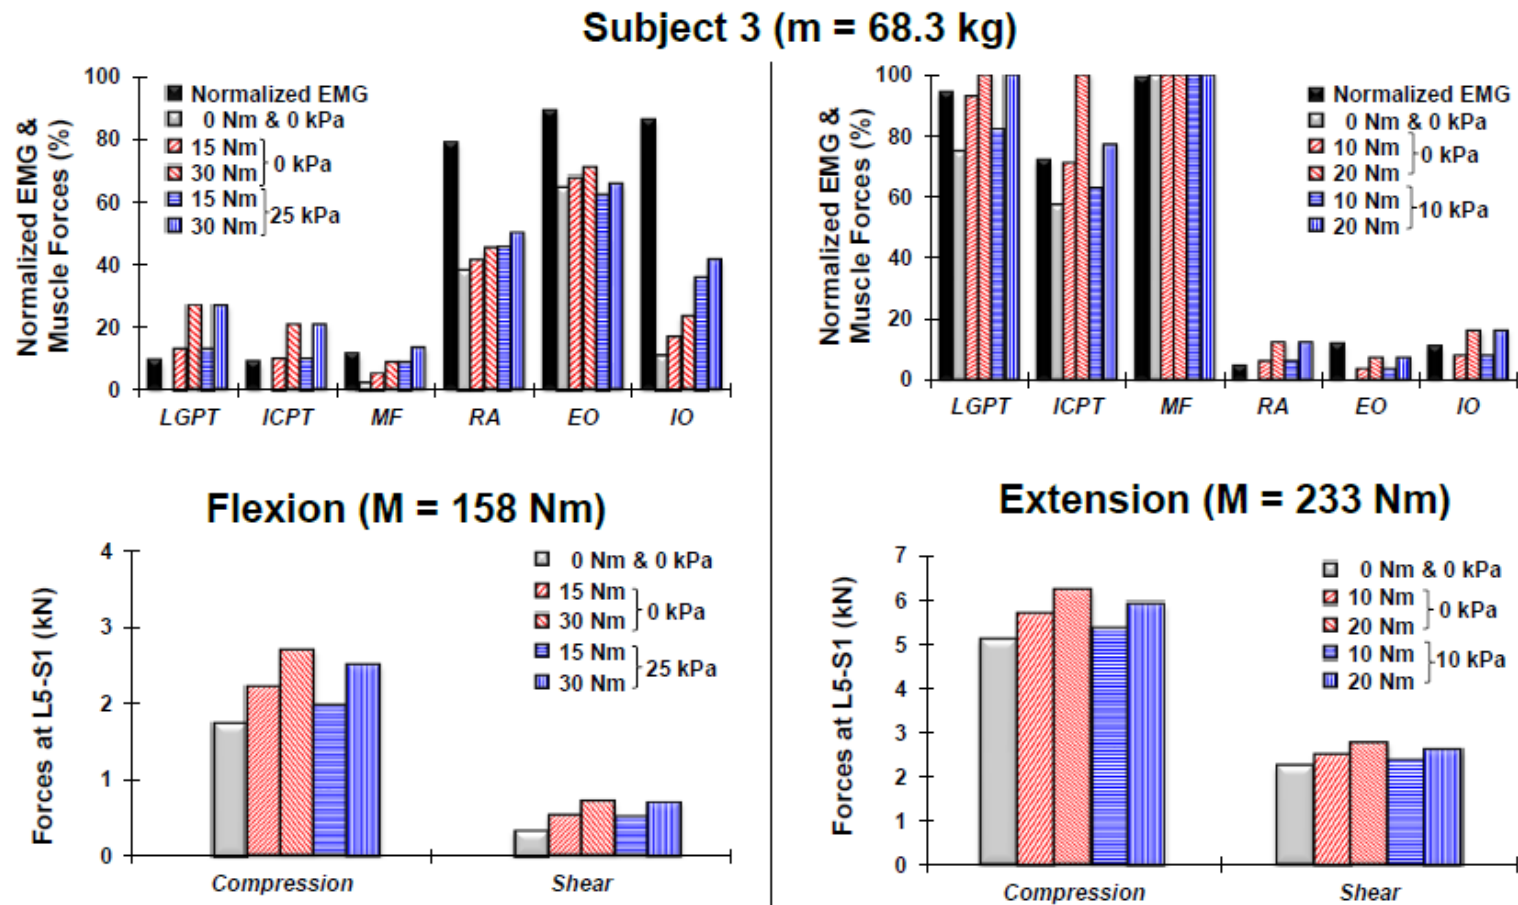 Subject 3 (m = 68.3 kg)
Normalized EMG &
Muscle Forces (%)
100
80
60
40
20
0
Normalized EMG
0 Nm & 0 kPa
15 Nm
30 Nm
0 kPa
15 Nm
30 Nm
25 kPa
LGPT ICPT MF RA EO IO
Normalized EMG &
Muscle Forces (%)
100
80
60
40
20
0
Normalized EMG
0 Nm & 0 kPa
10 Nm
20 Nm
0 kPa
10 Nm
20 Nm
10 kPa
LGPT ICPT MF RA EO IO
Flexion (M = 158 Nm)
Forces at L5-S1 (kN)
4
3
2
1
0
0 Nm & 0 kPa
15 Nm
30 Nm
0 kPa
15 Nm
30 Nm
25 kPa
Compression Shear
Extension (M = 233 Nm)
Forces at L5-S1 (kN)
7
6
5
4
3
2
1
0
0 Nm & 0 kPa
10 Nm
20 Nm
0 kPa
10 Nm
20 Nm
10 kPa
Compression Shear